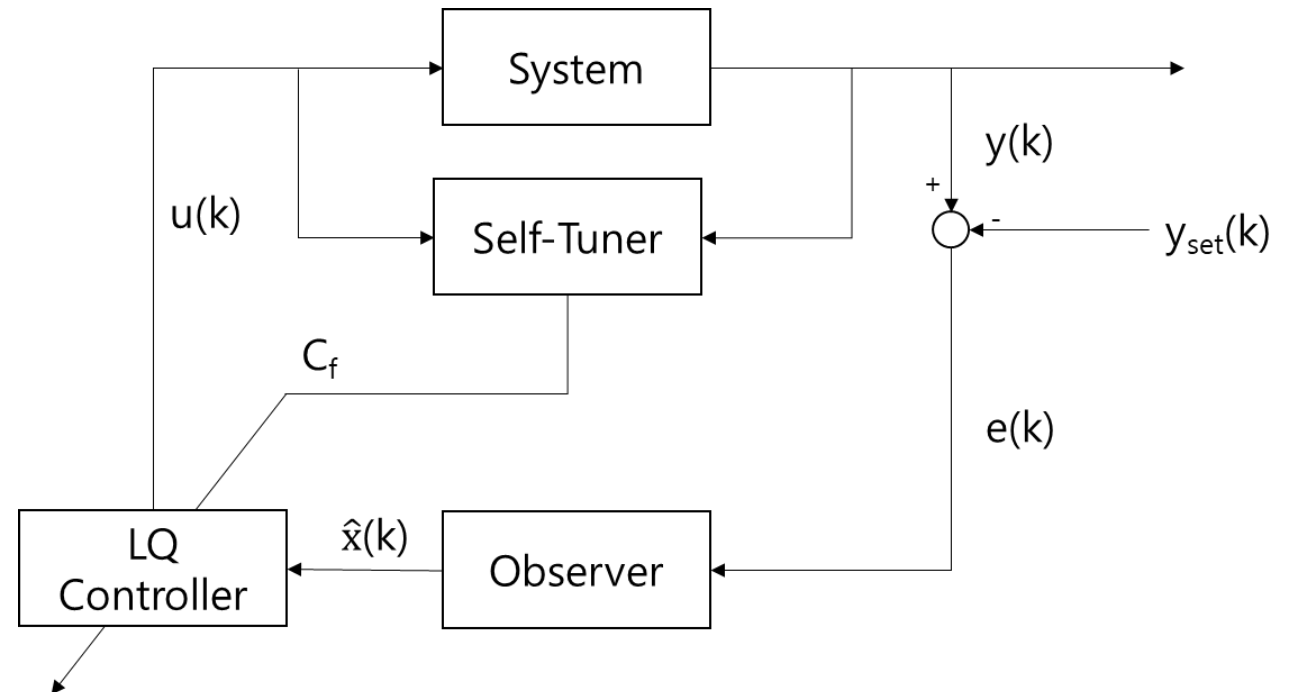 System
y(k)
+
-
u(k)
Self-Tuner
yset(k)
Cf
e(k)
x̂(k)
LQ
Controller
Observer